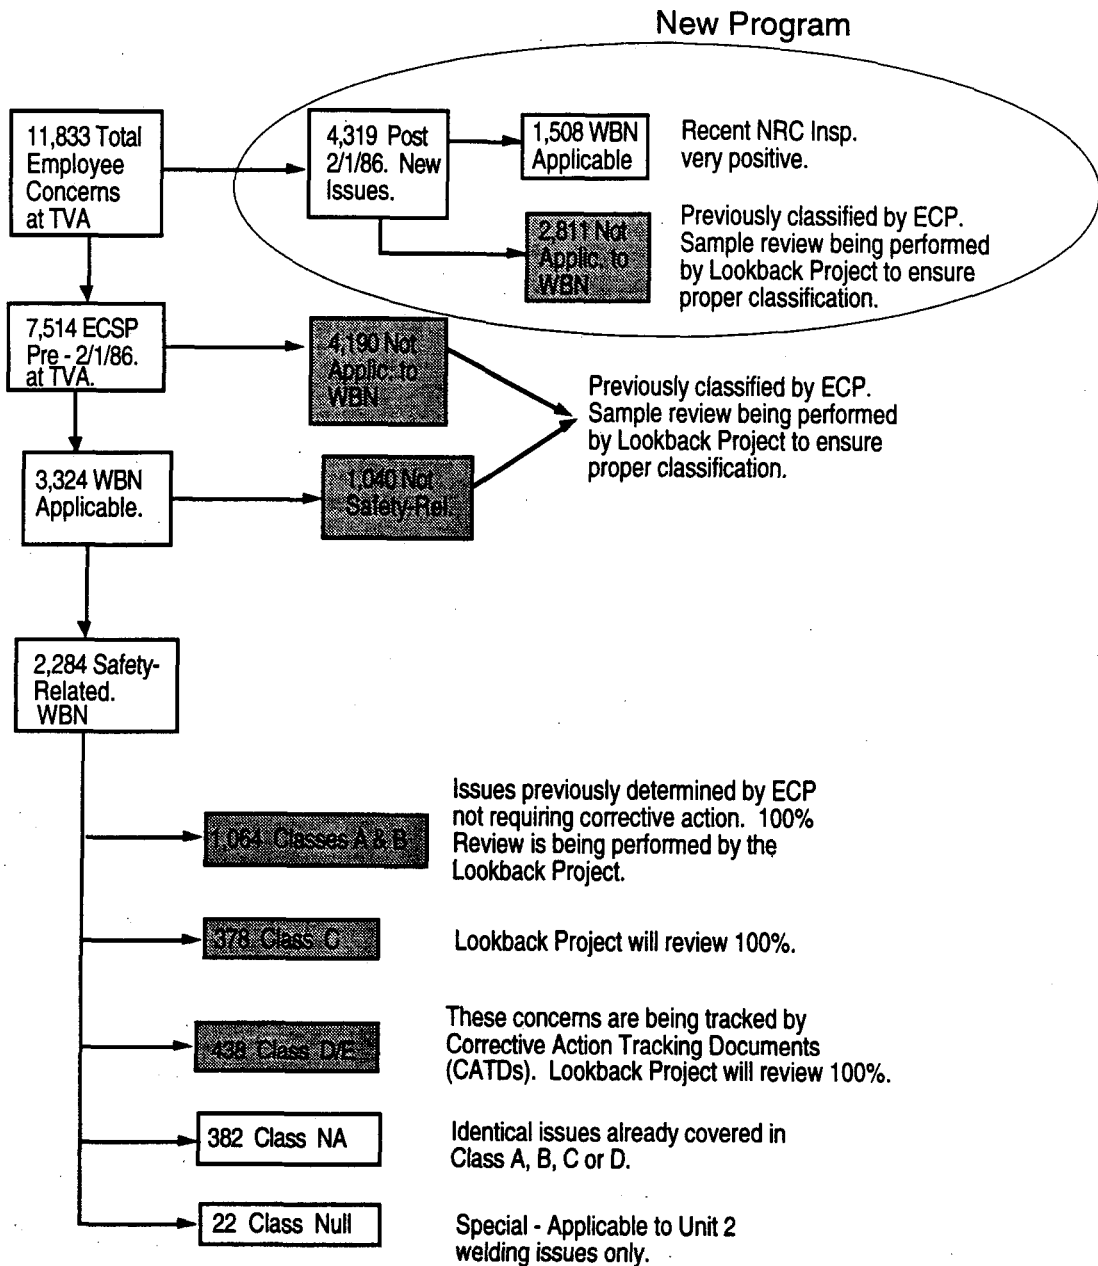 New Program
11,833 Total
Employee
Concerns
at TVA
4,319 Post
2/1/86. New
Issues.
1,508 WBN
Applicable
Recent NRC Insp.
very positive.
2,811 Not
Applic. to
WBN
Previously classified by ECP.
Sample review being performed
by Lookback Project to ensure
proper classification.
7,514 ECSP
Pre - 2/1/86.
at TVA.
4,190 Not
Applic. to
WBN
Previously classified by ECP.
Sample review being performed
by Lookback Project to ensure
proper classification.
3,324 WBN
Applicable.
1,040 Not
Safety-Rel.
2,284 Safety-
Related.
WBN
1,064 Classes A & B
Issues previously determined by ECP
not requiring corrective action. 100%
Review is being performed by the
Lookback Project.
378 Class C
Lookback Project will review 100%.
438 Class D/E
These concerns are being tracked by
Corrective Action Tracking Documents
(CATDs). Lookback Project will review 100%.
382 Class NA
Identical issues already covered in
Class A, B, C or D.
22 Class Null
Special - Applicable to Unit 2
welding issues only.